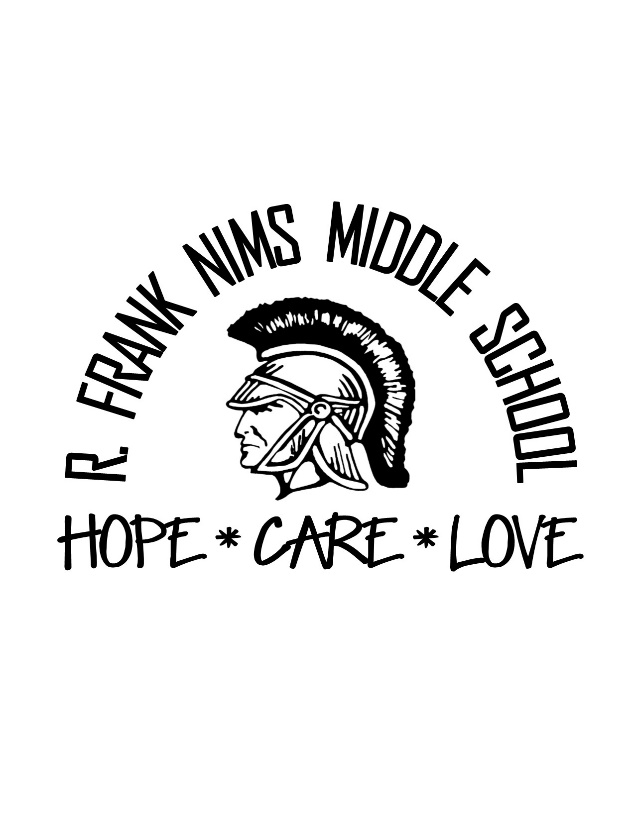 R. FRANK NIMS MIDDLE SCHOOL
HOPE * CARE * LOVE